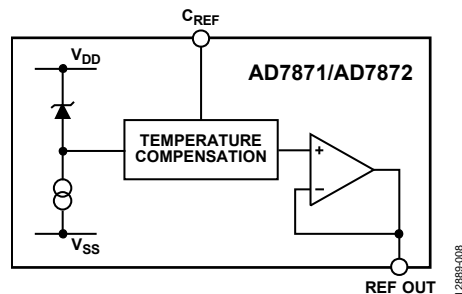 CREF
VDD
AD7871/AD7872
TEMPERATURE
COMPENSATION
+
–
VSS
REF OUT
12889-008